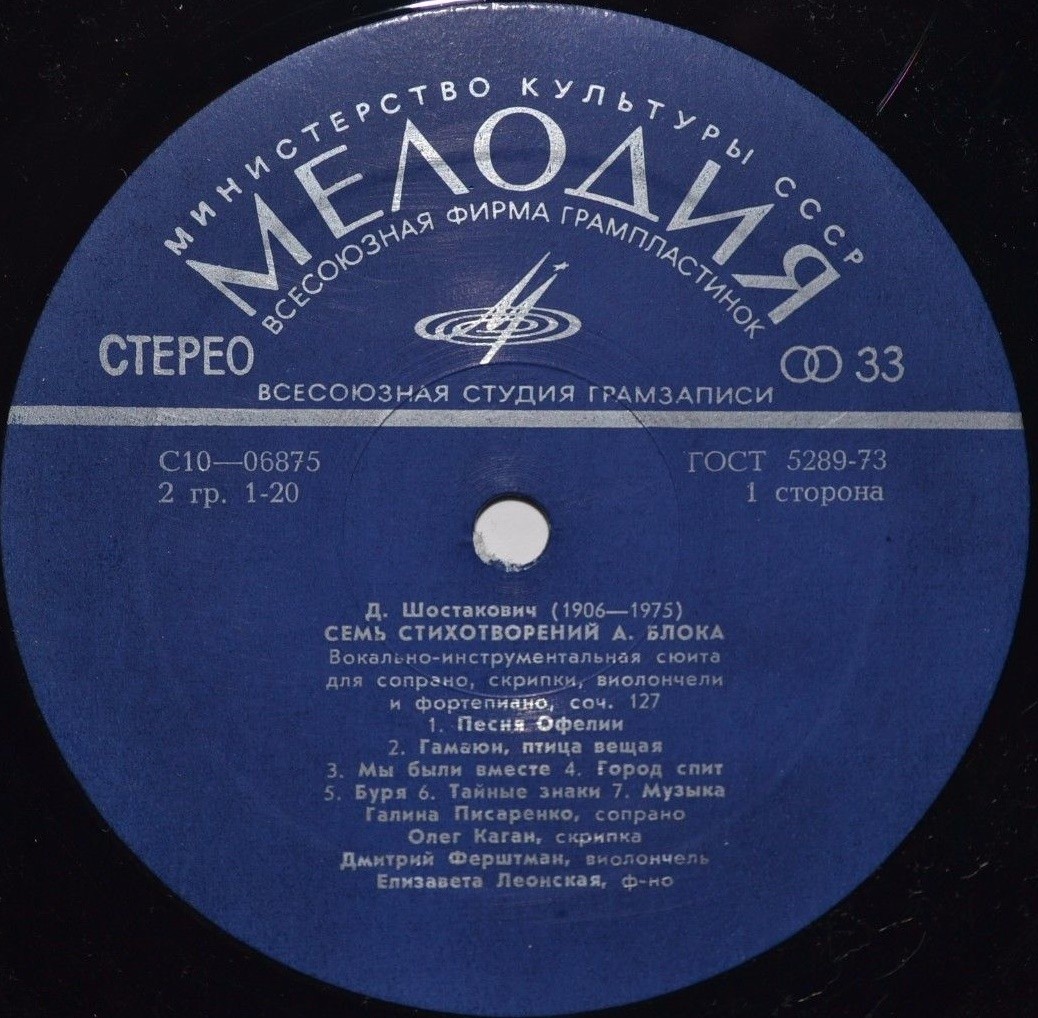 МИНИСТЕРСТВО КУЛЬТУРЫ СССР
МЕЛОДИЯ
ВСЕСОЮЗНАЯ ФИРМА ГРАМПЛАСТИНОК
СТЕРЕО
33
ВСЕСОЮЗНАЯ СТУДИЯ ГРАМЗАПИСИ
С10—06875
ГОСТ 5289-73
2 гр. 1-20
1 сторона
Д. Шостакович (1906—1975)
СЕМЬ СТИХОТВОРЕНИЙ А. БЛОКА
Вокально-инструментальная сюита
для сопрано, скрипки, виолончели
и фортепиано, соч. 127
1. Песня Офелии
2. Гамаюн, птица вещая
3. Мы были вместе 4. Город спит
5. Буря 6. Тайные знаки 7. Музыка
Галина Писаренко, сопрано
Олег Каган, скрипка
Дмитрий Ферштман, виолончель
Елизавета Леонская, ф-но